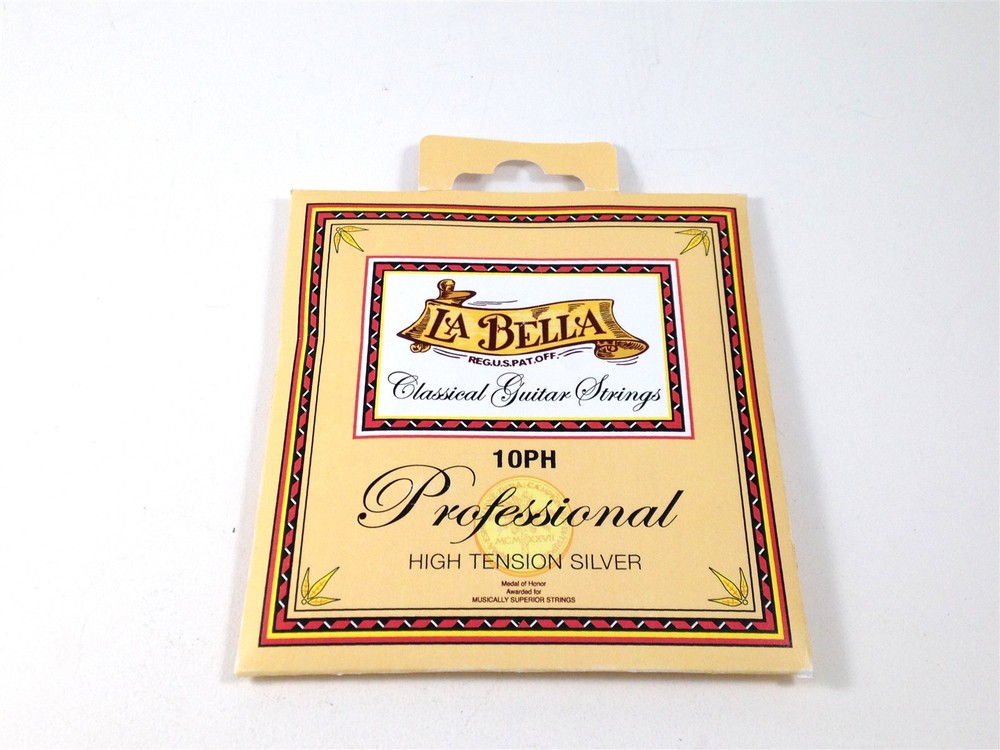 LA BELLA
REG.U.S.PAT.OFF.
Classical Guitar Strings
10PH
Professional
HIGH TENSION SILVER
Medal of Honor
Awarded for
MUSICALLY SUPERIOR STRINGS